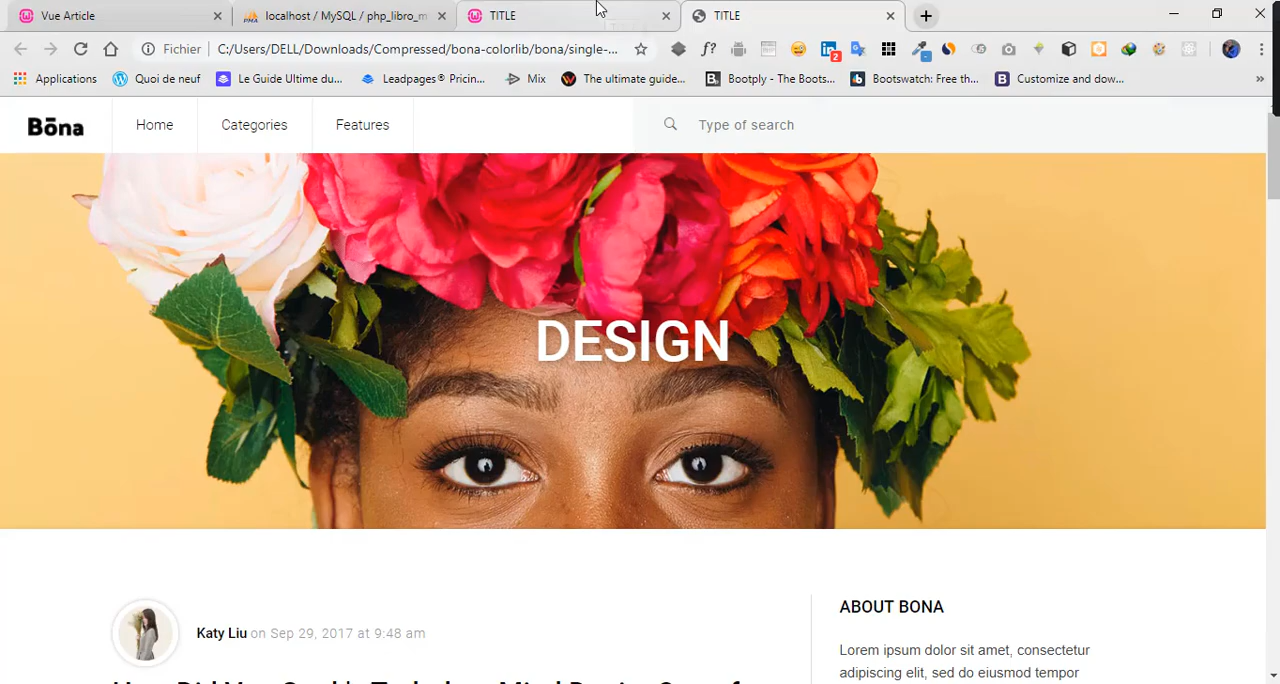 Vue Article
localhost / MySQL / php_libro_m
TITLE
TITLE
Fichier
C:/Users/DELL/Downloads/Compressed/bona-colorlib/bona/single-...
f?
2
Applications
Quoi de neuf
Le Guide Ultime du...
Leadpages® Pricin...
Mix
The ultimate guide...
Bootply - The Boos...
Bootswatch: Free th...
Customize and dow...
»
Bōna
Home
Categories
Features
Type of search
DESIGN
Katy Liu on Sep 29, 2017 at 9:48 am
ABOUT BONA
Lorem ipsum dolor sit amet, consectetur
adipiscing elit, sed do eiusmod tempor